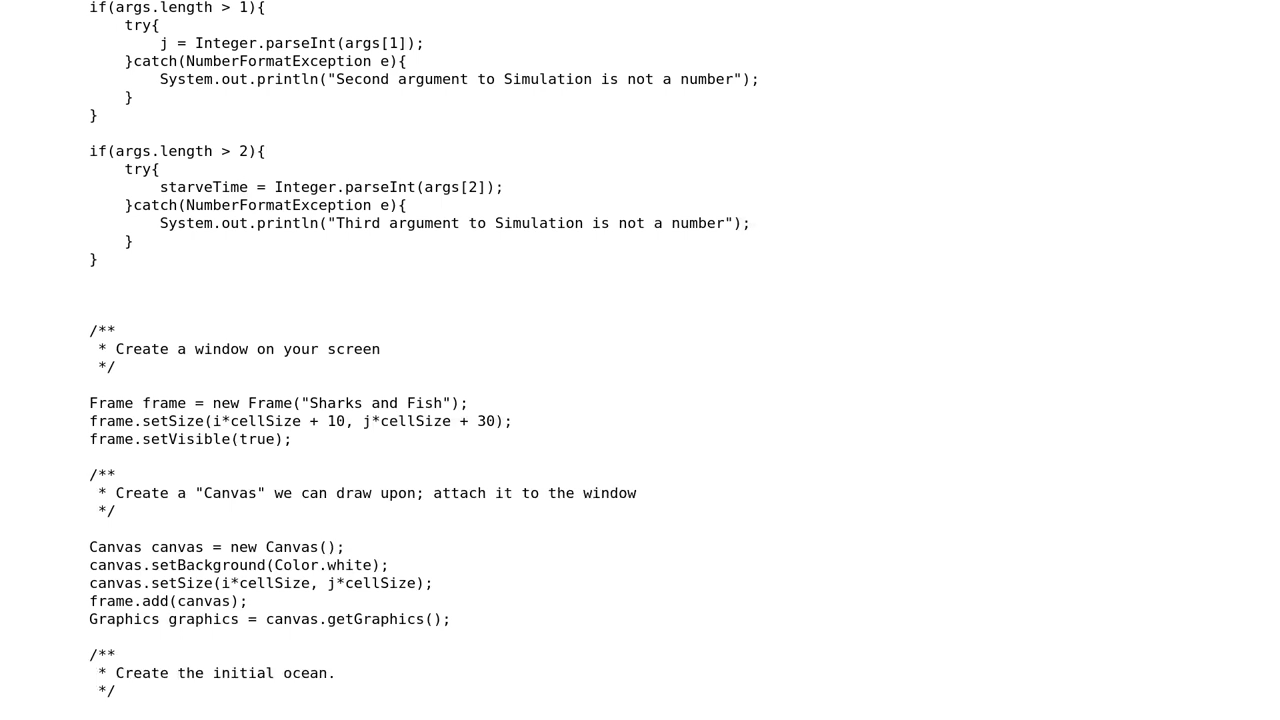 if(args.length > 1){
    try{
        j = Integer.parseInt(args[1]);
    }catch(NumberFormatException e){
        System.out.println("Second argument to Simulation is not a number");
    }
}

if(args.length > 2){
    try{
        starveTime = Integer.parseInt(args[2]);
    }catch(NumberFormatException e){
        System.out.println("Third argument to Simulation is not a number");
    }
}

/**
 * Create a window on your screen
 */

Frame frame = new Frame("Sharks and Fish");
frame.setSize(i*cellSize + 10, j*cellSize + 30);
frame.setVisible(true);

/**
 * Create a "Canvas" we can draw upon; attach it to the window
 */

Canvas canvas = new Canvas();
canvas.setBackground(Color.white);
canvas.setSize(i*cellSize, j*cellSize);
frame.add(canvas);
Graphics graphics = canvas.getGraphics();

/**
 * Create the initial ocean.
 */